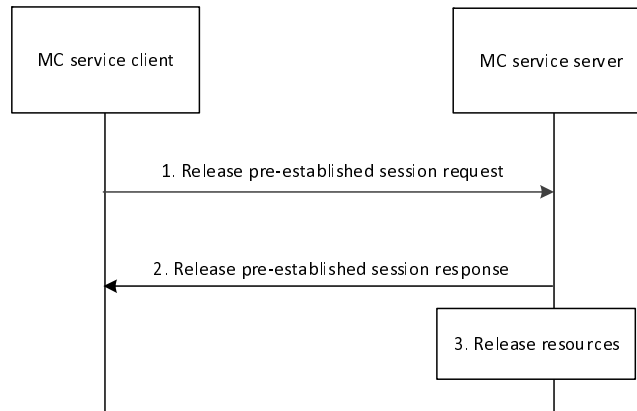 MC service client
MC service server
1. Release pre-established session request
2. Release pre-established session response
3. Release resources